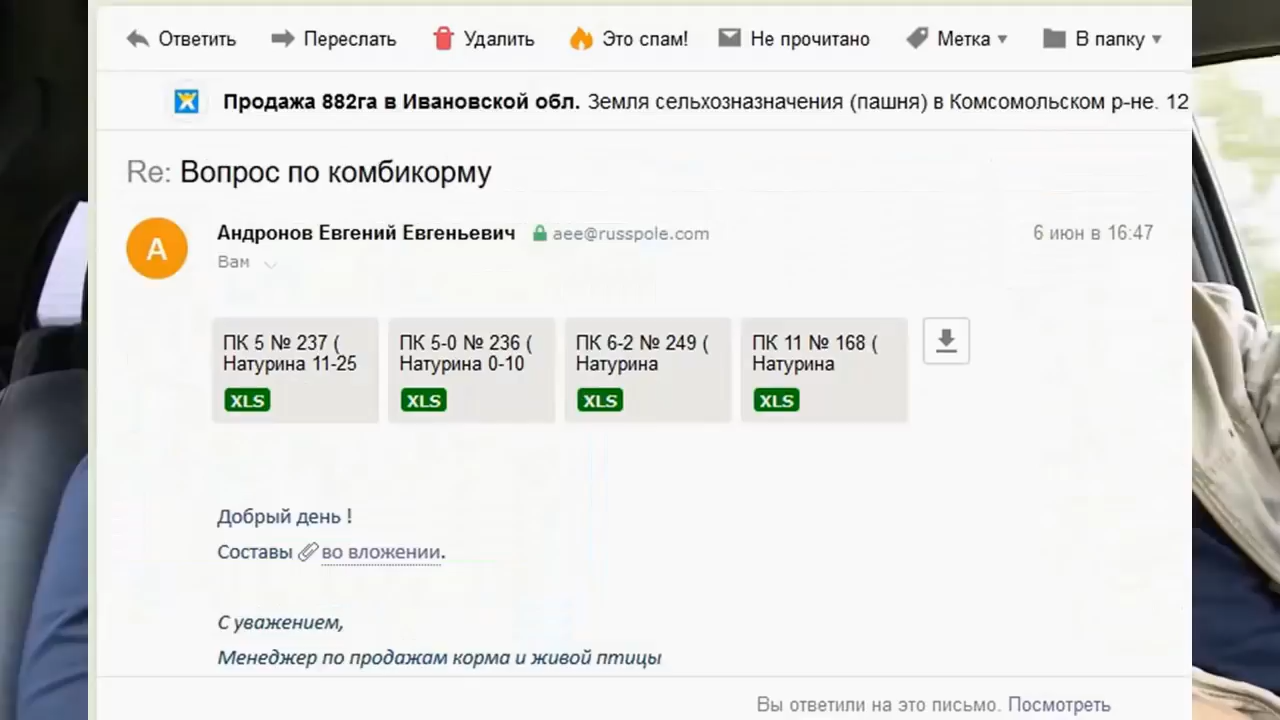 Ответить Переслать Удалить Это спам! Не прочитано Метка В папку
Продажа 882га в Ивановской обл. Земля сельхозназначения (пашня) в Комсомольском р-не. 12
Re: Вопрос по комбикорму
А Андронов Евгений Евгеньевич aee@russpole.com 6 июн в 16:47
Вам
ПК 5 № 237 ( ПК 5-0 № 236 ( ПК 6-2 № 249 ( ПК 11 № 168 (
Натурина 11-25 Натурина 0-10 Натурина Натурина
XLS XLS XLS XLS
Добрый день !
Составы во вложении.
С уважением,
Менеджер по продажам корма и живой птицы
Вы ответили на это письмо. Посмотреть